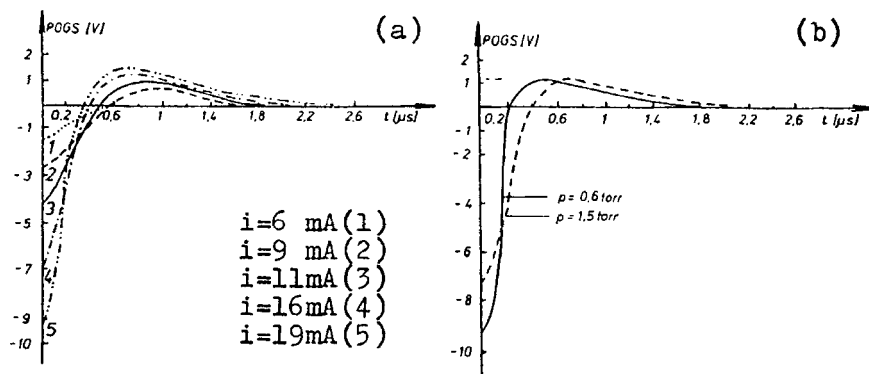 (a)
POGS [V]
2
1
-1
-3
-4
-7
-9
-10
0,2 0,6 1 1,4 1,8 2,2 2,6 t [μs]
1
2
3
4
5
i=6 mA(1)
i=9 mA(2)
i=11mA(3)
i=16mA(4)
i=19mA(5)
(b)
POGS [V]
2
1
-1
-2
-4
-6
-8
-10
0,2 0,6 1 1,4 1,8 2,2 2,6 t [μs]
p = 0,6 torr
p = 1,5 torr